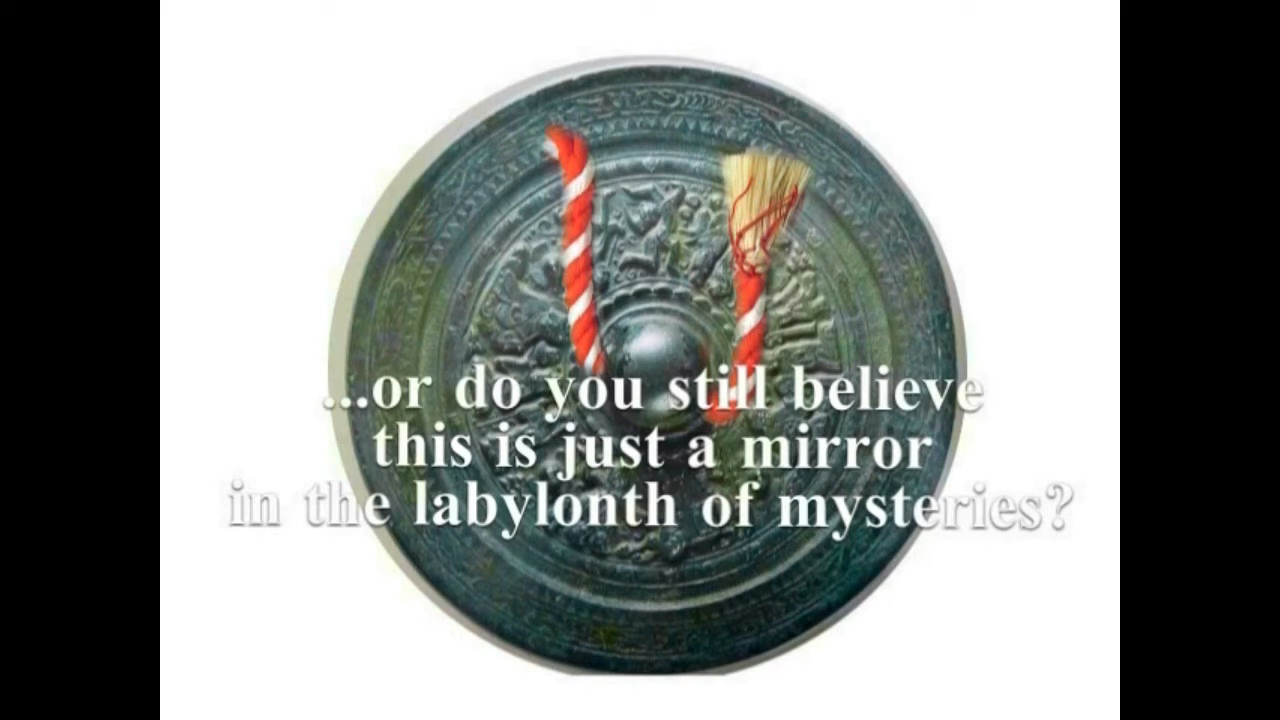 ...or do you still believe
this is just a mirror
in the labylonth of mysteries?